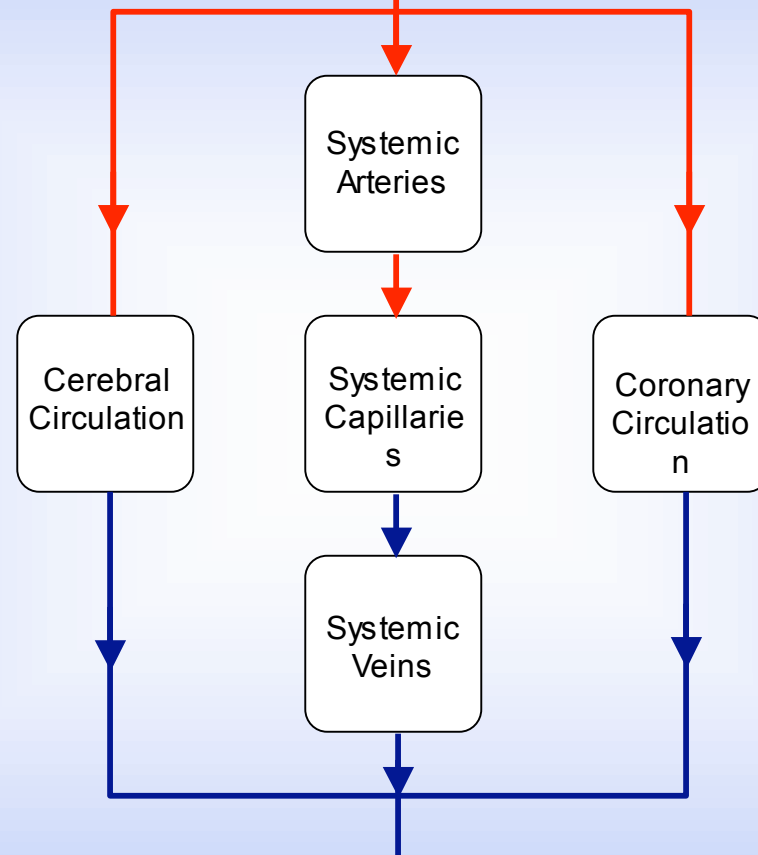 Systemic
Arteries
Cerebral
Circulation
Systemic
Capillarie
s
Coronary
Circulatio
n
Systemic
Veins